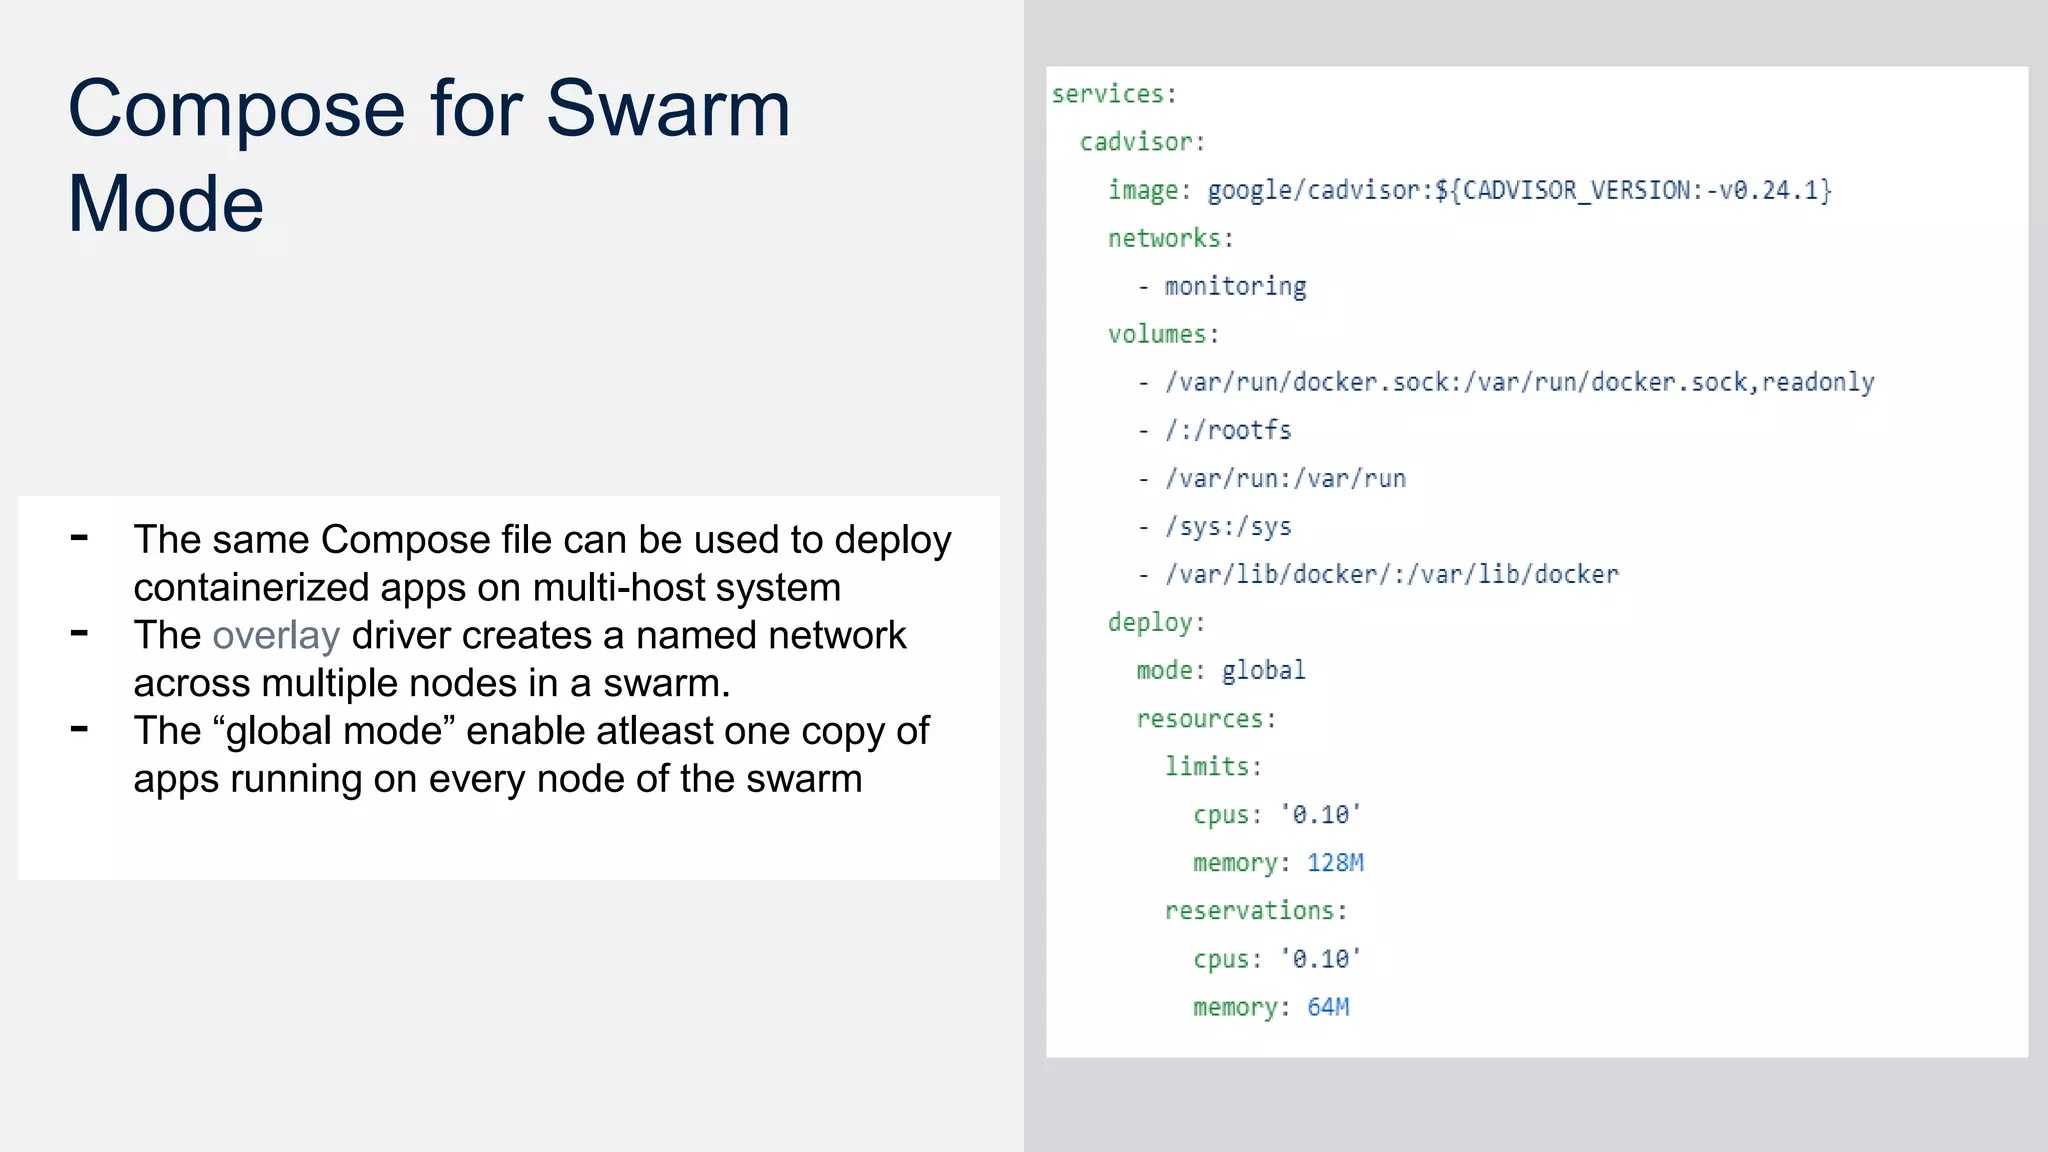 Compose for Swarm
Mode
- The same Compose file can be used to deploy
containerized apps on multi-host system
- The overlay driver creates a named network
across multiple nodes in a swarm.
- The “global mode” enable atleast one copy of
apps running on every node of the swarm
services:
  cadvisor:
    image: google/cadvisor:${CADVISOR_VERSION:-v0.24.1}
    networks:
      - monitoring
    volumes:
      - /var/run/docker.sock:/var/run/docker.sock,readonly
      - /:/rootfs
      - /var/run:/var/run
      - /sys:/sys
      - /var/lib/docker/:/var/lib/docker
    deploy:
      mode: global
      resources:
        limits:
          cpus: '0.10'
          memory: 128M
        reservations:
          cpus: '0.10'
          memory: 64M